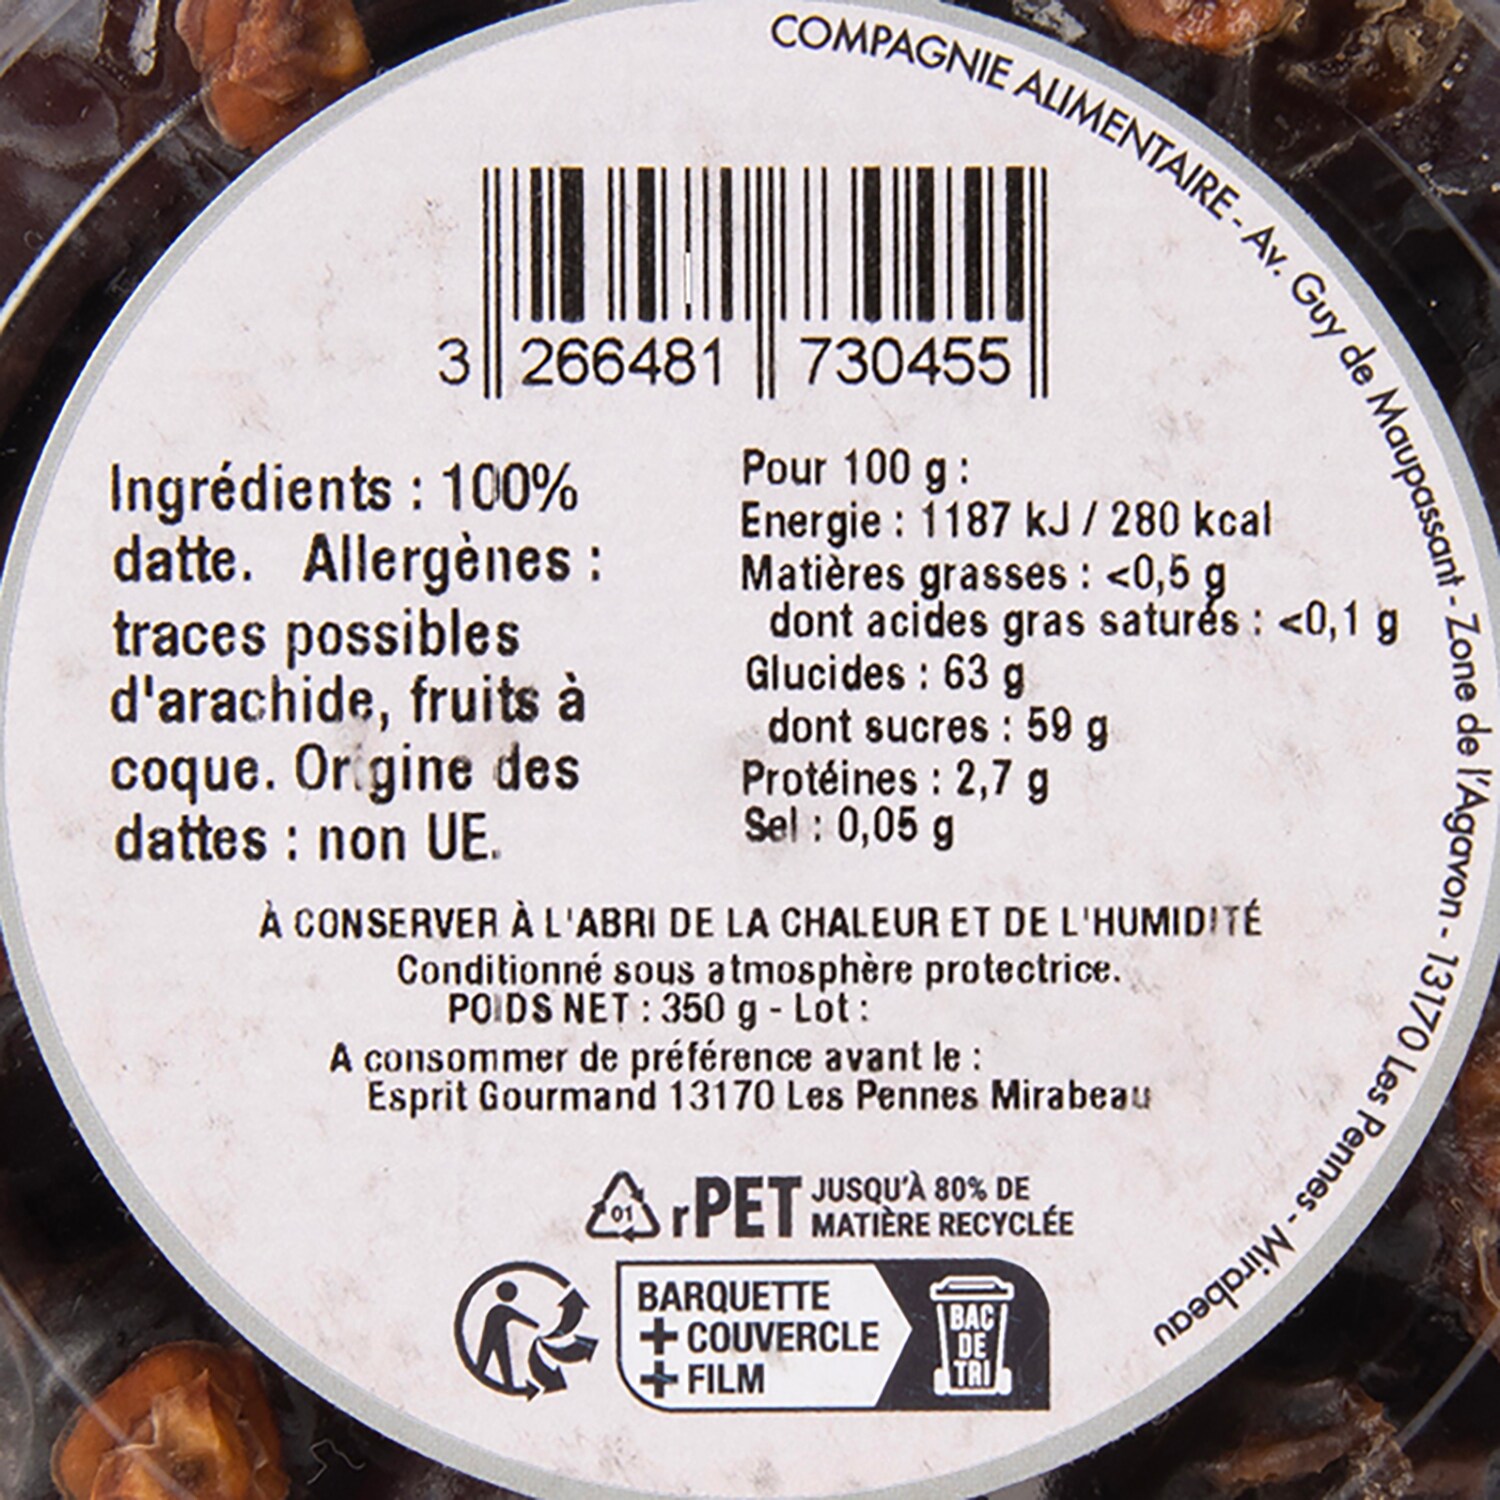 COMPAGNIE ALIMENTAIRE - Av. Guy de Maupassant - Zone de l'Agavon - 13170 Les Pennes - Mirabeau
3 266481 730455
Ingrédients : 100%
datte. Allergènes :
traces possibles
d'arachide, fruits à
coque. Origine des
dattes : non UE.
Pour 100 g :
Energie : 1187 kJ / 280 kcal
Matières grasses : <0,5 g
dont acides gras saturés : <0,1 g
Glucides : 63 g
dont sucres : 59 g
Protéines : 2,7 g
Sel : 0,05 g
À CONSERVER À L'ABRI DE LA CHALEUR ET DE L'HUMIDITÉ
Conditionné sous atmosphère protectrice.
POIDS NET : 350 g - Lot :
A consommer de préférence avant le :
Esprit Gourmand 13170 Les Pennes Mirabeau
01 rPET JUSQU'À 80% DE
MATIÈRE RECYCLÉE
BARQUETTE
+ COUVERCLE
+ FILM
BAC
DE
TRI